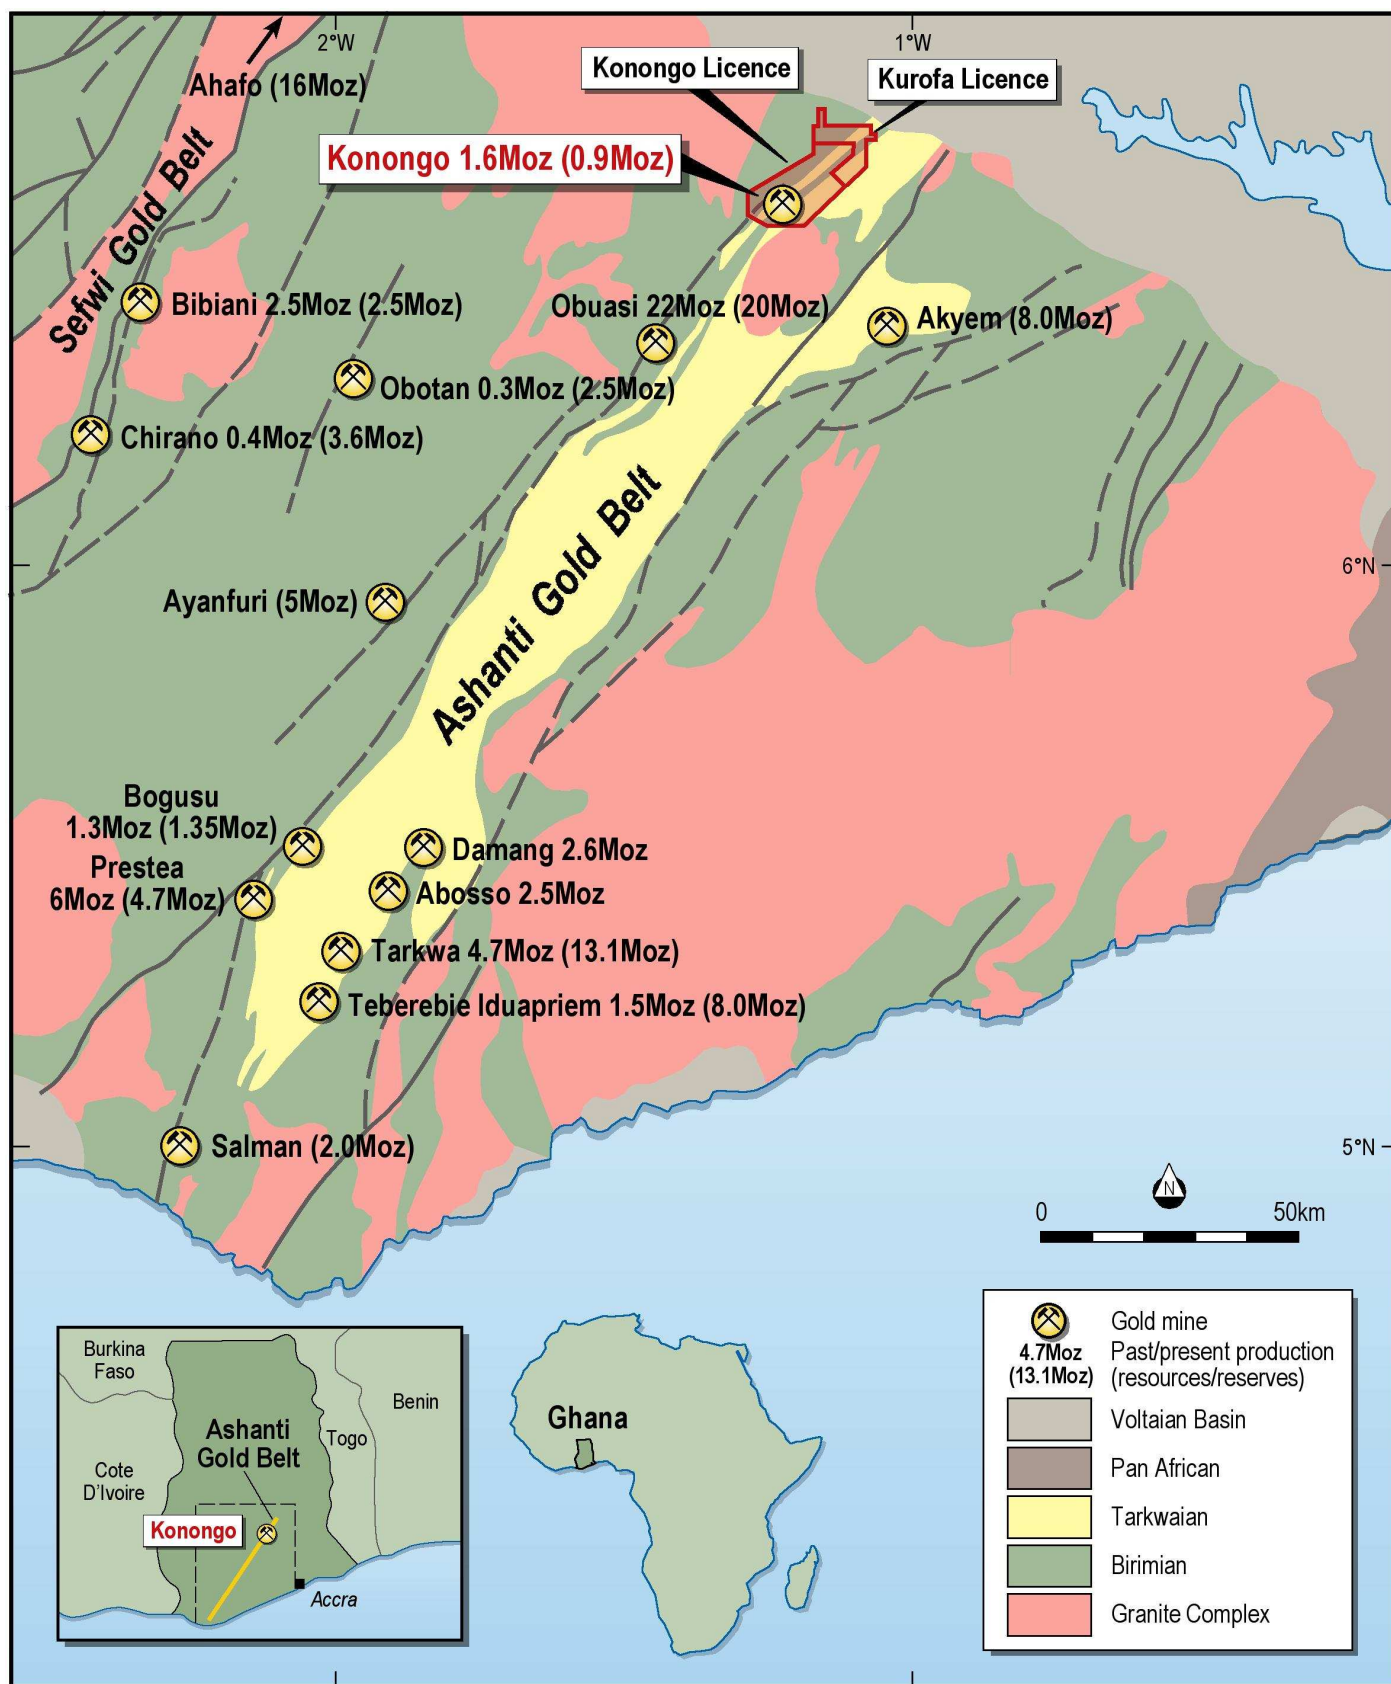 2°W
1°W
Ahafo (16Moz)
Konongo Licence
Kurofa Licence
Konongo 1.6Moz (0.9Moz)
Sefwi Gold Belt
Bibiani 2.5Moz (2.5Moz)
Obuasi 22Moz (20Moz)
Akyem (8.0Moz)
Obotan 0.3Moz (2.5Moz)
Chirano 0.4Moz (3.6Moz)
Ashanti Gold Belt
6°N
Ayanfuri (5Moz)
Bogusu
1.3Moz (1.35Moz)
Prestea
6Moz (4.7Moz)
Damang 2.6Moz
Abosso 2.5Moz
Tarkwa 4.7Moz (13.1Moz)
Teberebie Iduapriem 1.5Moz (8.0Moz)
Salman (2.0Moz)
5°N
N
0 50km
Gold mine
4.7Moz Past/present production
(13.1Moz) (resources/reserves)
Voltaian Basin
Pan African
Tarkwaian
Birimian
Granite Complex
Burkina
Faso
Benin
Ashanti
Gold Belt
Togo
Cote
D'Ivoire
Konongo
Accra
Ghana